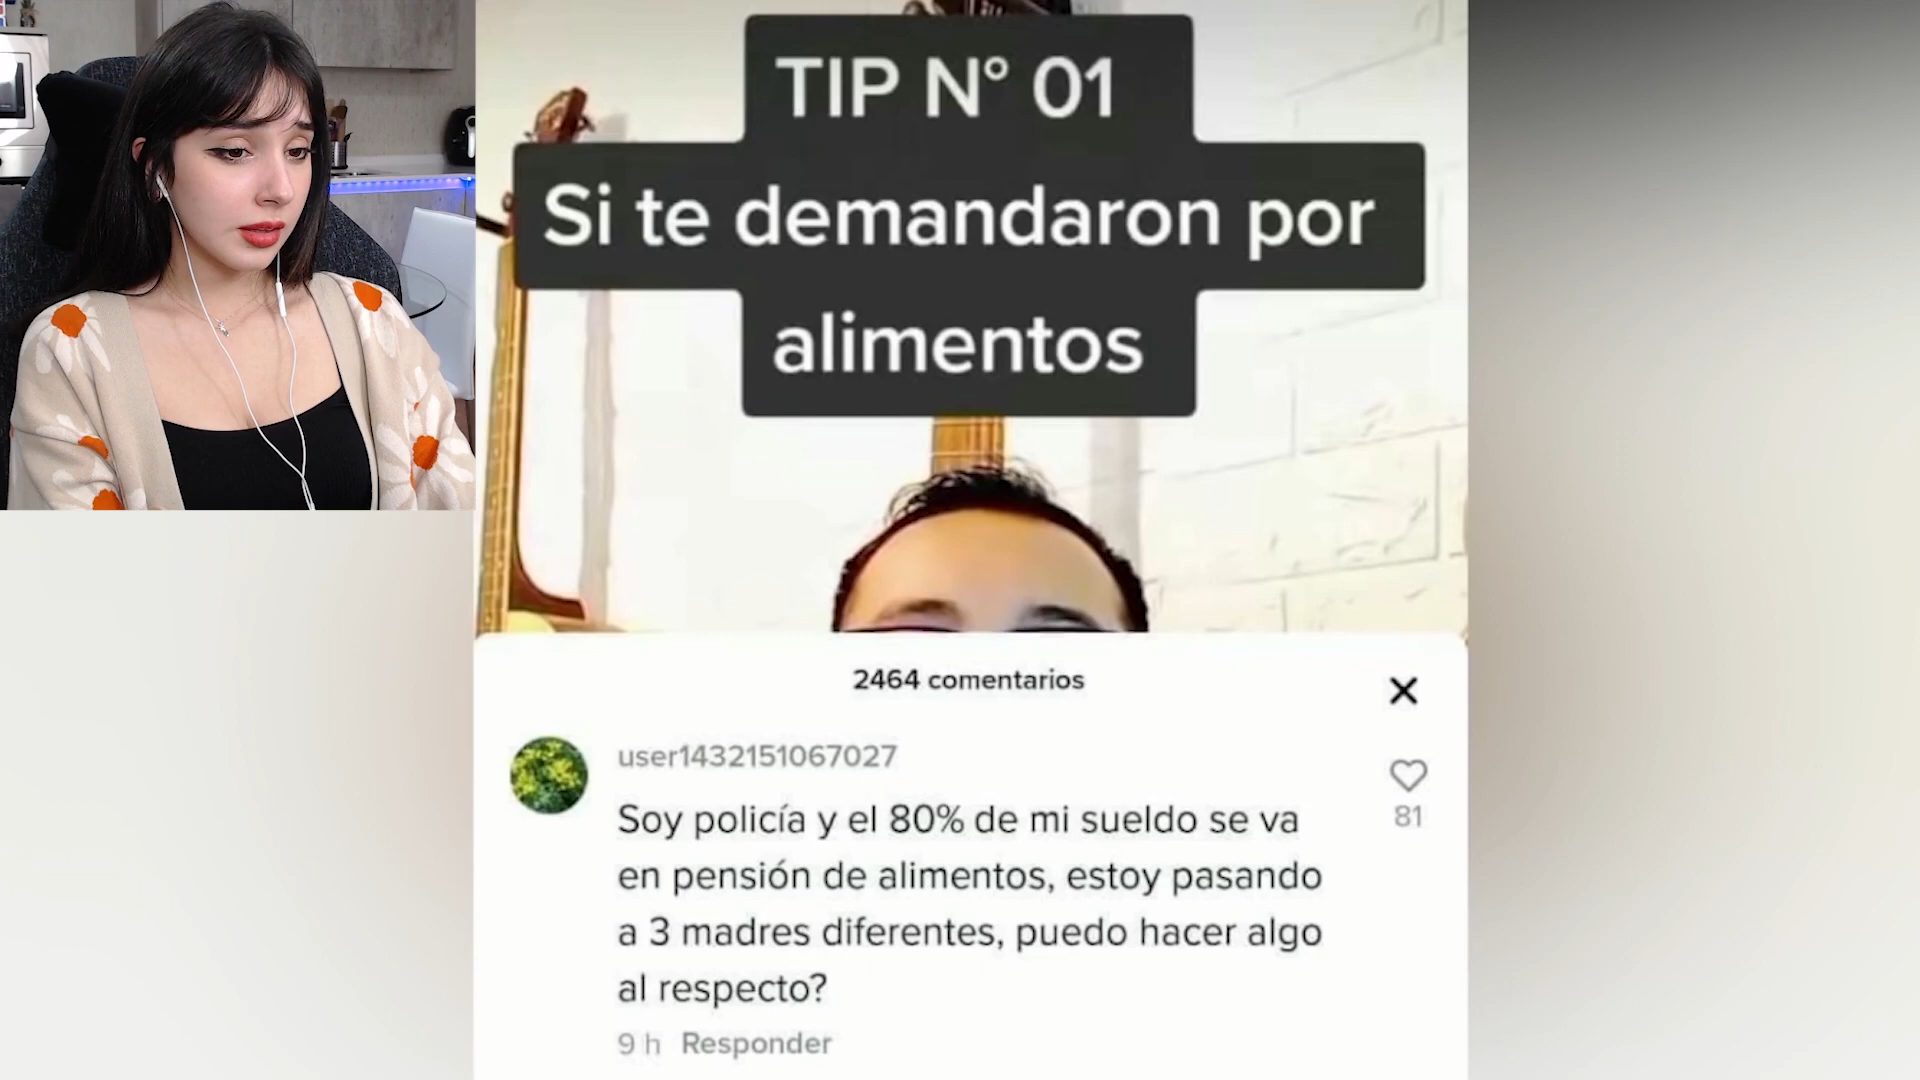 TIP N° 01
Si te demandaron por
alimentos
2464 comentarios
user1432151067027
Soy policía y el 80% de mi sueldo se va
en pensión de alimentos, estoy pasando
a 3 madres diferentes, puedo hacer algo
al respecto?
81
9 h Responder